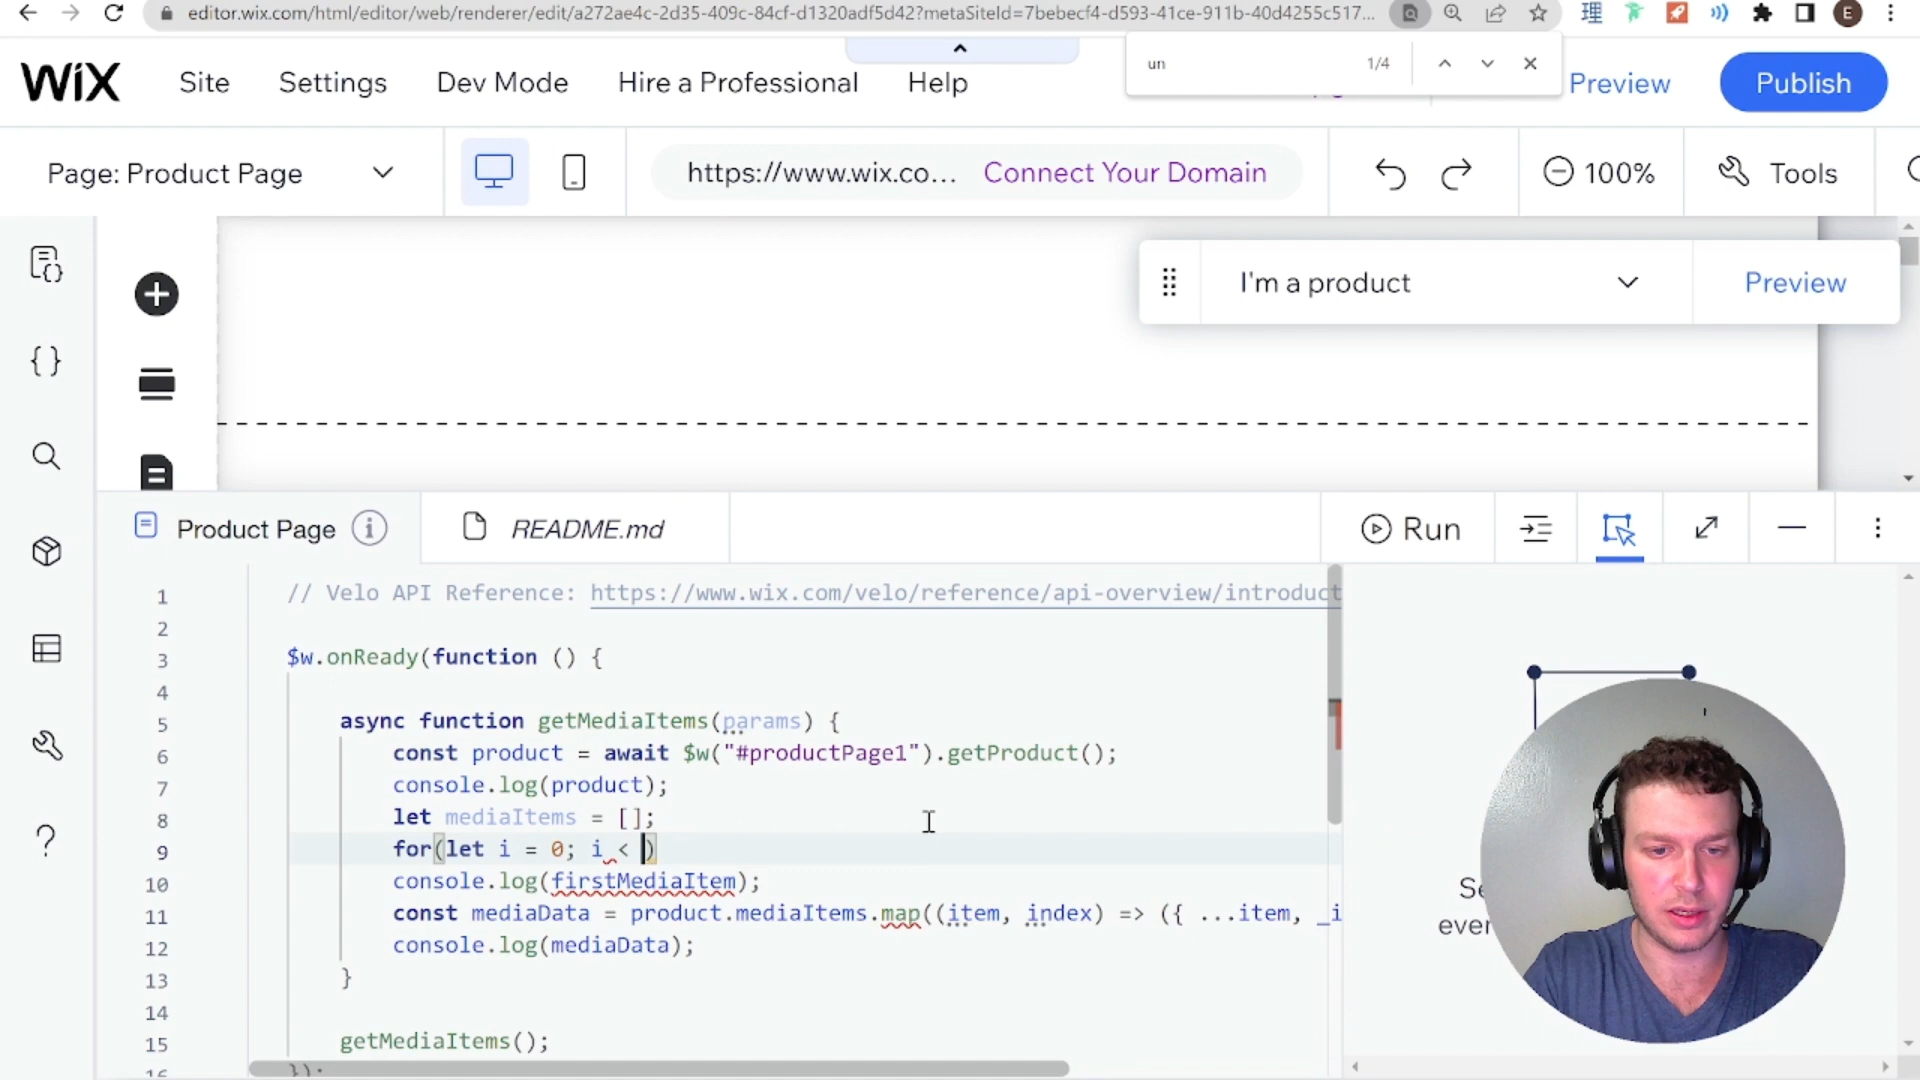 editor.wix.com/html/editor/web/renderer/edit/a272ae4c-2d35-409c-84cf-d1320adf5d42?metaSiteId=7bebecf4-d593-41ce-911b-40d4255c517...
理
E
WiX
Site
Settings
Dev Mode
Hire a Professional
Help
un
1/4
Preview
Publish
Page: Product Page
https://www.wix.co...
Connect Your Domain
100%
Tools
I'm a product
Preview
Product Page
README.md
Run
1 // Velo API Reference: https://www.wix.com/velo/reference/api-overview/introduct
2
3 $w.onReady(function () {
4
5 async function getMediaItems(params) {
6 const product = await $w("#productPage1").getProduct();
7 console.log(product);
8 let mediaItems = [];
9 for(let i = 0; i < )
10 console.log(firstMediaItem);
11 const mediaData = product.mediaItems.map((item, index) => ({ ...item, _i
12 console.log(mediaData);
13 }
14
15 getMediaItems();
16 });